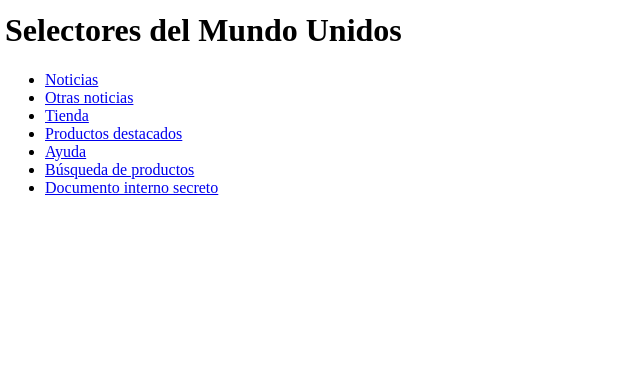 Selectores del Mundo Unidos
Noticias
Otras noticias
Tienda
Productos destacados
Ayuda
Búsqueda de productos
Documento interno secreto